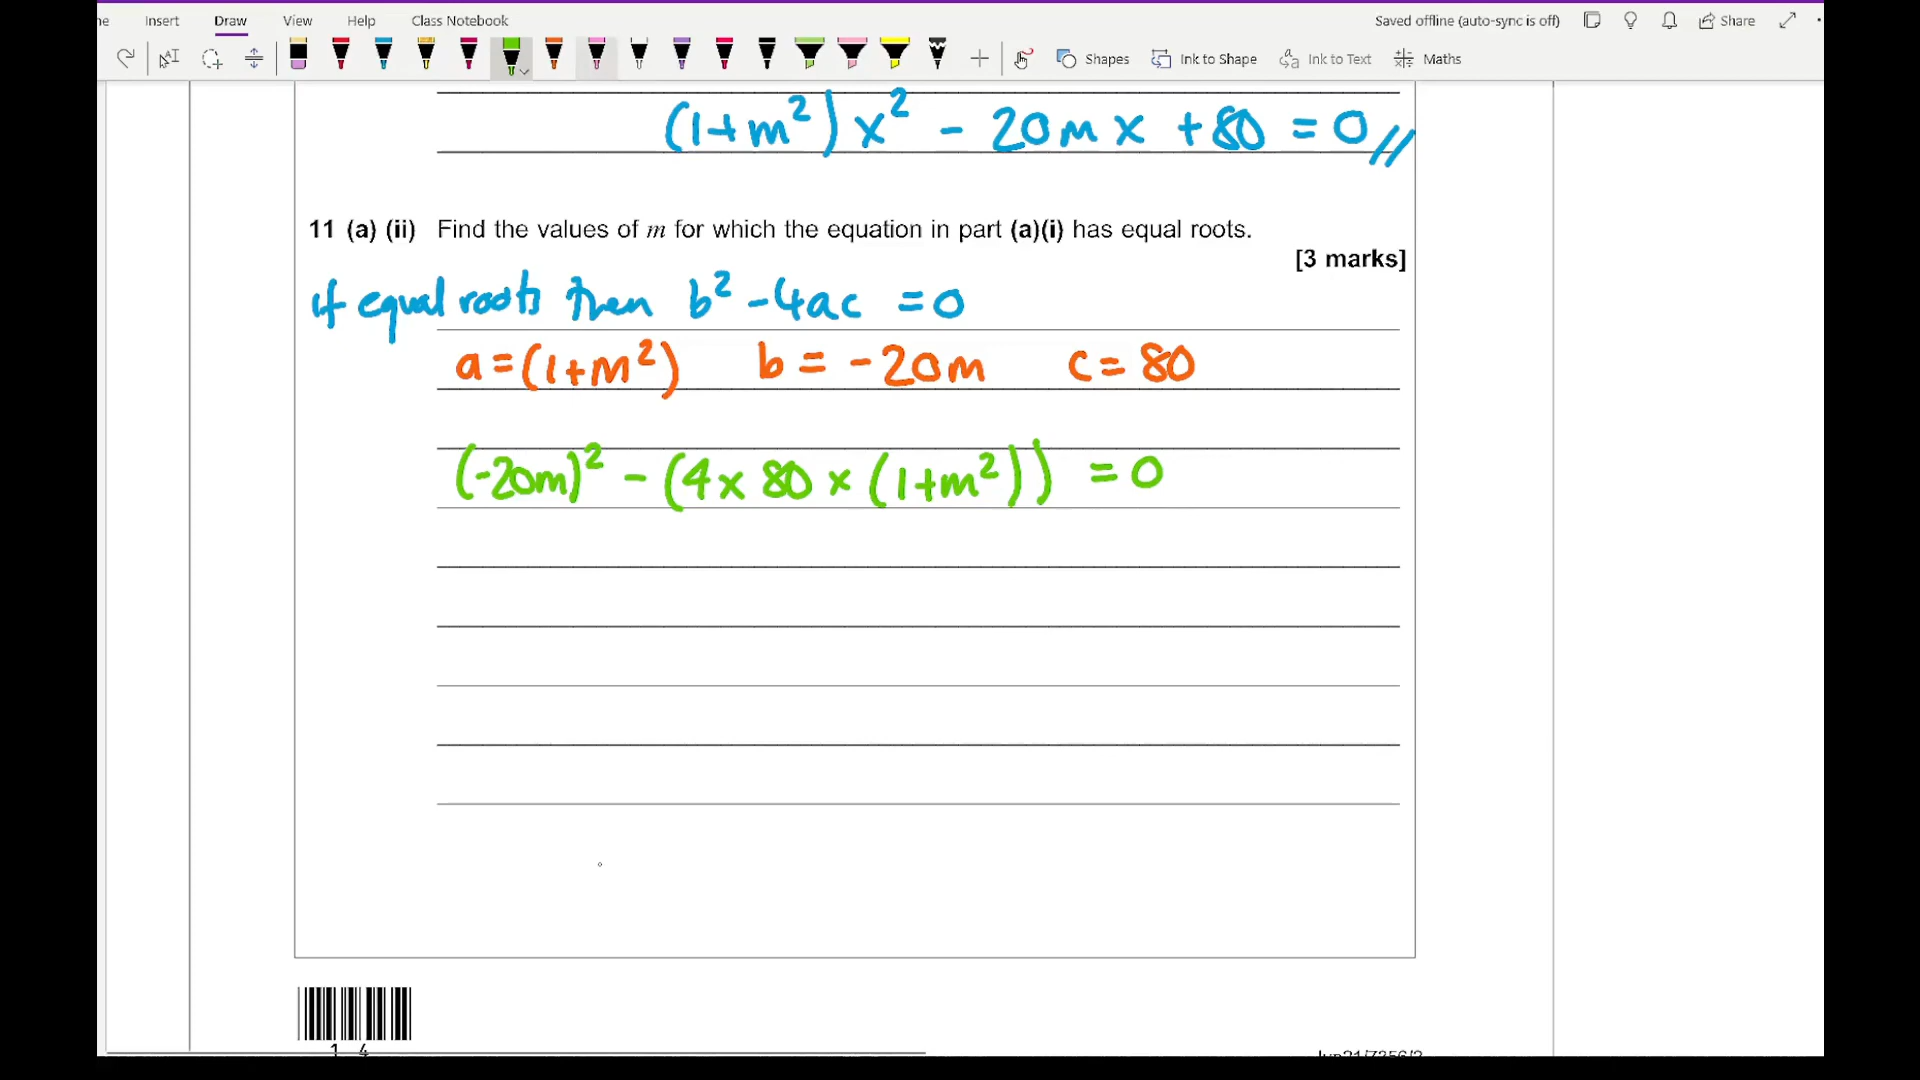 Insert Draw View Help Class Notebook Saved offline (auto-sync is off) Share
Shapes Ink to Shape Ink to Text Maths
(1+m²)x² - 20mx +80 =0//
11 (a) (ii) Find the values of m for which the equation in part (a)(i) has equal roots.
[3 marks]
if equal roots then b² -4ac =0
a=(1+m²) b= -20m c= 80
(-20m)² - (4x 80 x (1+m²)) =0
1 4